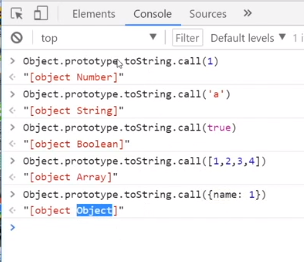 Elements Console Sources
top Filter Default levels 1
> Object.prototype.toString.call(1)
"[object Number]"
> Object.prototype.toString.call('a')
"[object String]"
> Object.prototype.toString.call(true)
"[object Boolean]"
> Object.prototype.toString.call([1,2,3,4])
"[object Array]"
> Object.prototype.toString.call({name: 1})
"[object Object]"
>